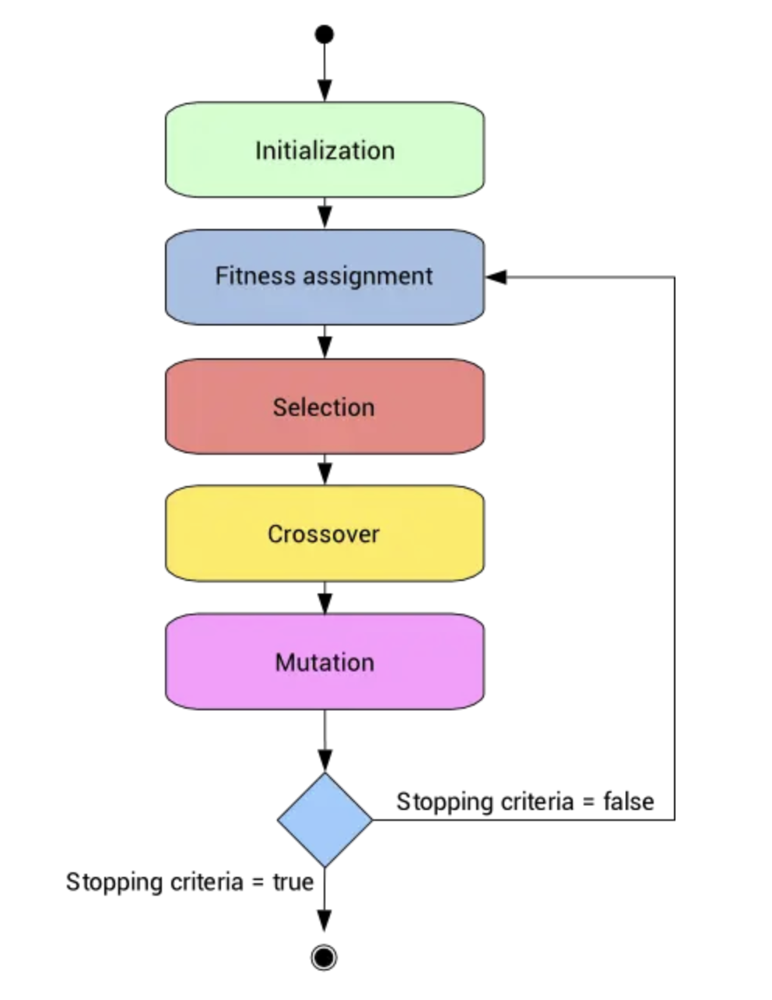 Initialization
Fitness assignment
Selection
Crossover
Mutation
Stopping criteria = false
Stopping criteria = true